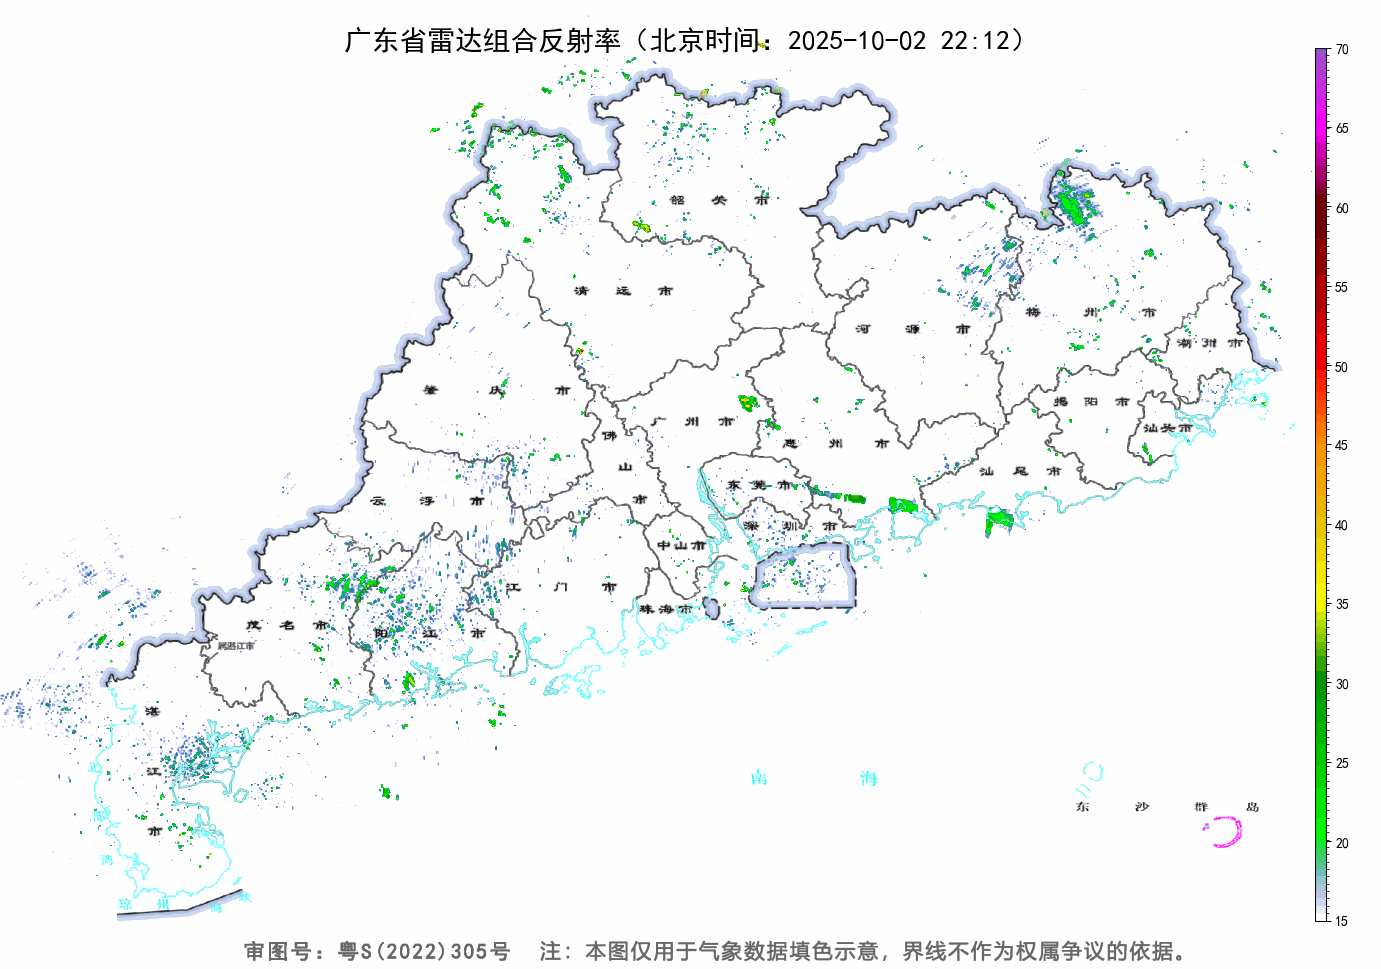 广东省雷达组合反射率（北京时间：2025-10-02 22:12）
70
65
60
55
50
45
40
35
30
25
20
15
韶关市
清远市
河源市
梅州市
潮州市
肇庆市
揭阳市
汕头市
广州市
佛山市
惠州市
汕尾市
东莞市
云浮市
深圳市
中山市
江门市
珠海市
茂名市
阳江市
属湛江市
湛江市
北部湾
南海
东沙群岛
琼州海峡
审图号：粤S(2022)305号 注：本图仅用于气象数据填色示意，界线不作为权属争议的依据。